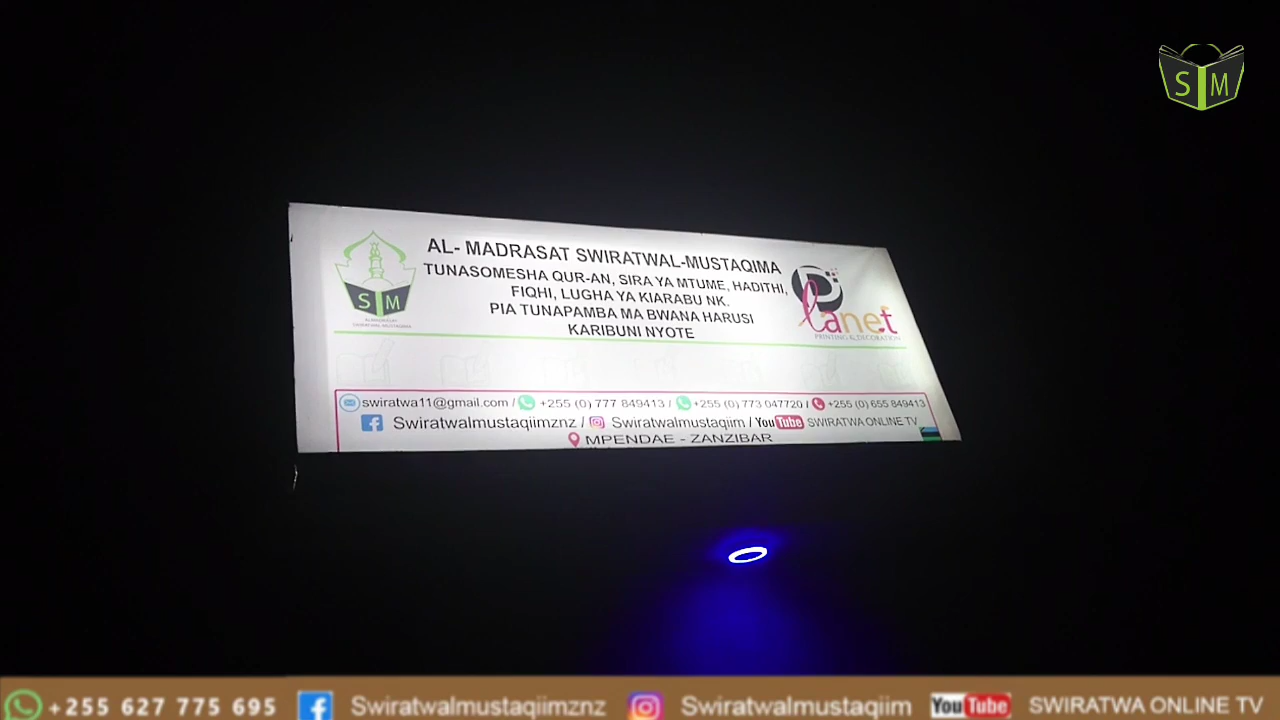 S M
AL- MADRASAT SWIRATWAL-MUSTAQIMA
TUNASOMESHA QUR-AN, SIRA YA MTUME, HADITHI,
FIQHI, LUGHA YA KIARABU NK.
PIA TUNAPAMBA MA BWANA HARUSI
KARIBUNI NYOTE
S M
Planet
PRINTING & DECORATION
swiratwa11@gmail.com / +255 (0) 777 849413 / +255 (0) 773 047720 / +255 (0) 655 849413
Swiratwalmustaqiimznz / Swiratwalmustaqiim / YouTube SWIRATWA ONLINE TV
MPENDAE - ZANZIBAR
+255 627 775 695 Swiratwalmustaqiimznz Swiratwalmustaqiim YouTube SWIRATWA ONLINE TV